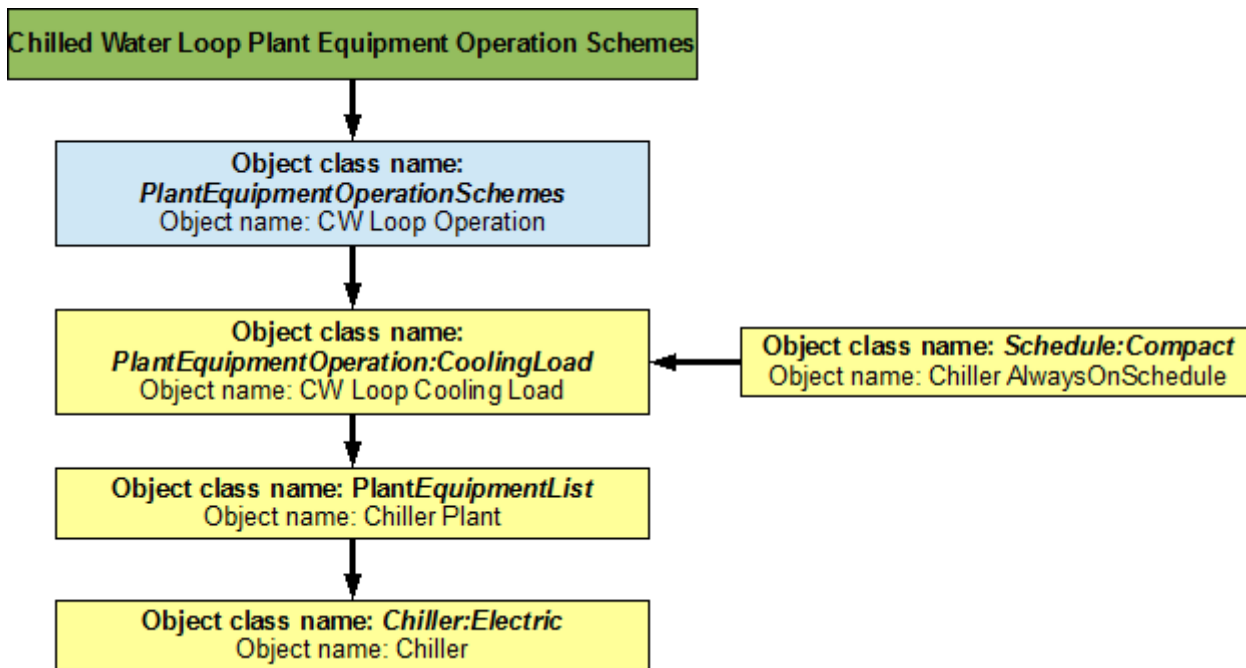 Chilled Water Loop Plant Equipment Operation Schemes
Object class name:
PlantEquipmentOperationSchemes
Object name: CW Loop Operation
Object class name:
PlantEquipmentOperation:CoolingLoad
Object name: CW Loop Cooling Load
Object class name: Schedule:Compact
Object name: Chiller AlwaysOnSchedule
Object class name: PlantEquipmentList
Object name: Chiller Plant
Object class name: Chiller:Electric
Object name: Chiller